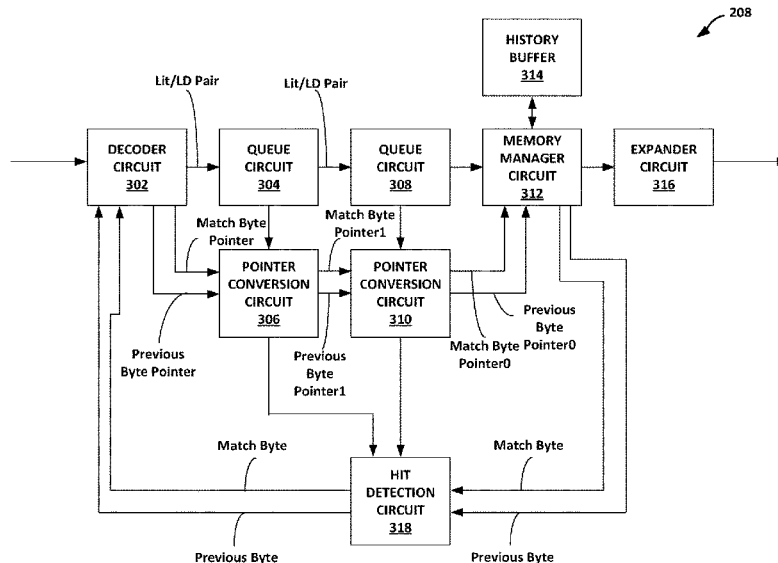 208
HISTORY
BUFFER
314
Lit/LD Pair
Lit/LD Pair
DECODER
CIRCUIT
302
QUEUE
CIRCUIT
304
QUEUE
CIRCUIT
308
MEMORY
MANAGER
CIRCUIT
312
EXPANDER
CIRCUIT
316
Match Byte
Pointer
Match Byte
Pointer1
POINTER
CONVERSION
CIRCUIT
306
POINTER
CONVERSION
CIRCUIT
310
Previous
Byte Pointer
Previous
Byte
Pointer1
Match Byte
Pointer0
Previous
Byte
Pointer0
Match Byte
Match Byte
HIT
DETECTION
CIRCUIT
318
Previous Byte
Previous Byte